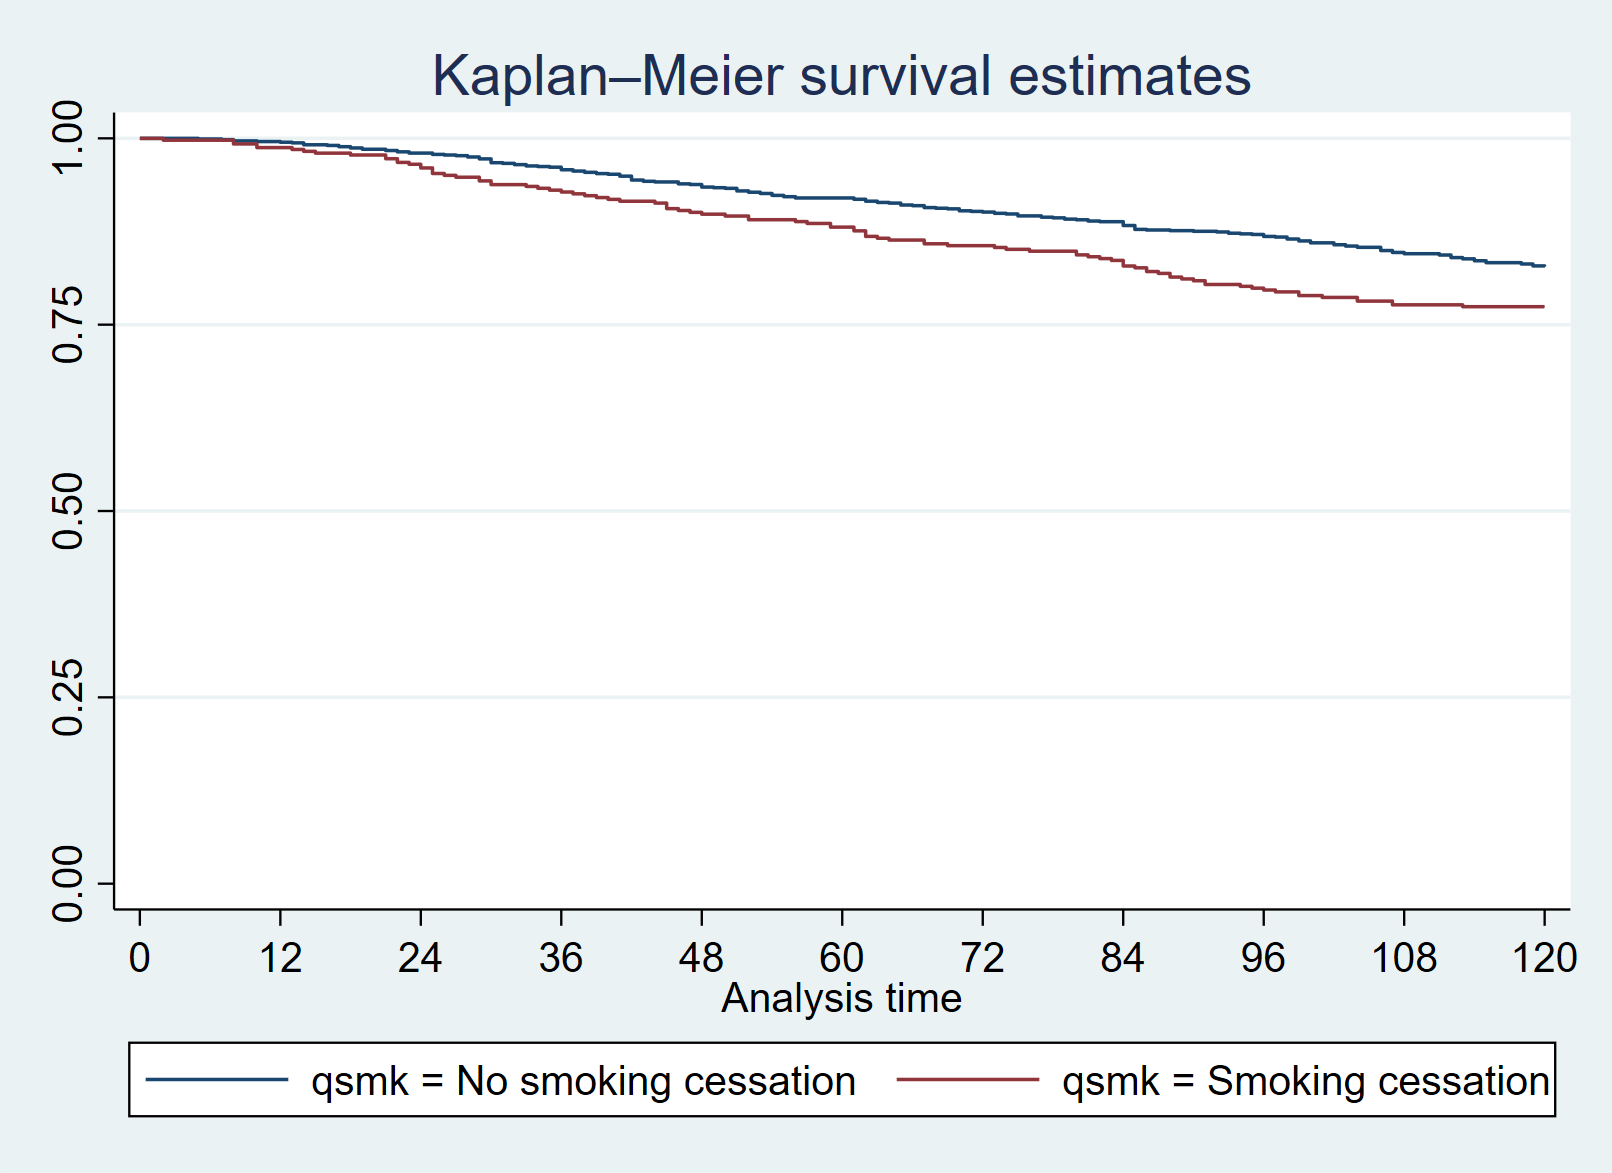 Kaplan–Meier survival estimates
1.00
0.75
0.50
0.25
0.00
0 12 24 36 48 60 72 84 96 108 120
Analysis time
qsmk = No smoking cessation qsmk = Smoking cessation